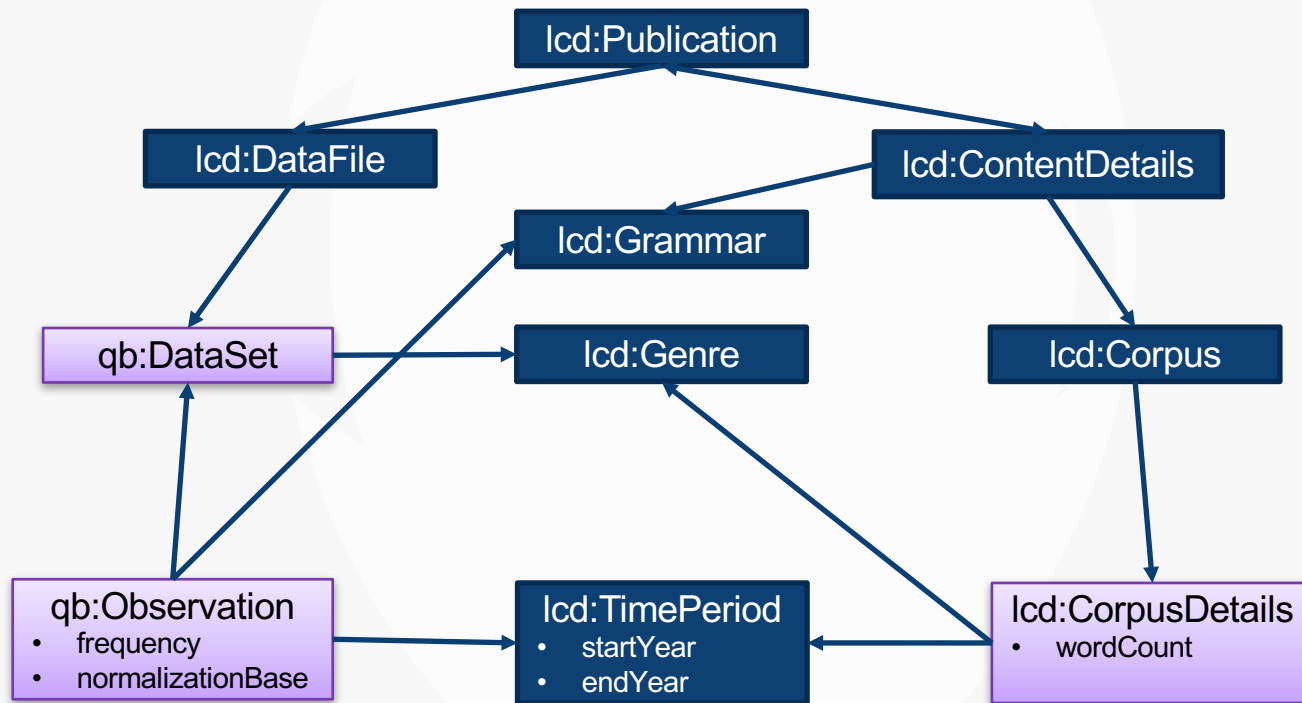 lcd:Publication
lcd:DataFile
lcd:ContentDetails
lcd:Grammar
qb:DataSet
lcd:Genre
lcd:Corpus
qb:Observation
• frequency
• normalizationBase
lcd:TimePeriod
• startYear
• endYear
lcd:CorpusDetails
• wordCount